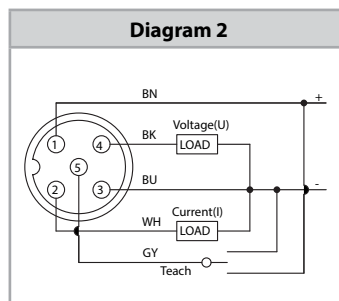 Diagram 2
BN
+
Voltage(U)
BK
LOAD
1
4
5
BU
-
2
3
Current(I)
WH
LOAD
GY
Teach